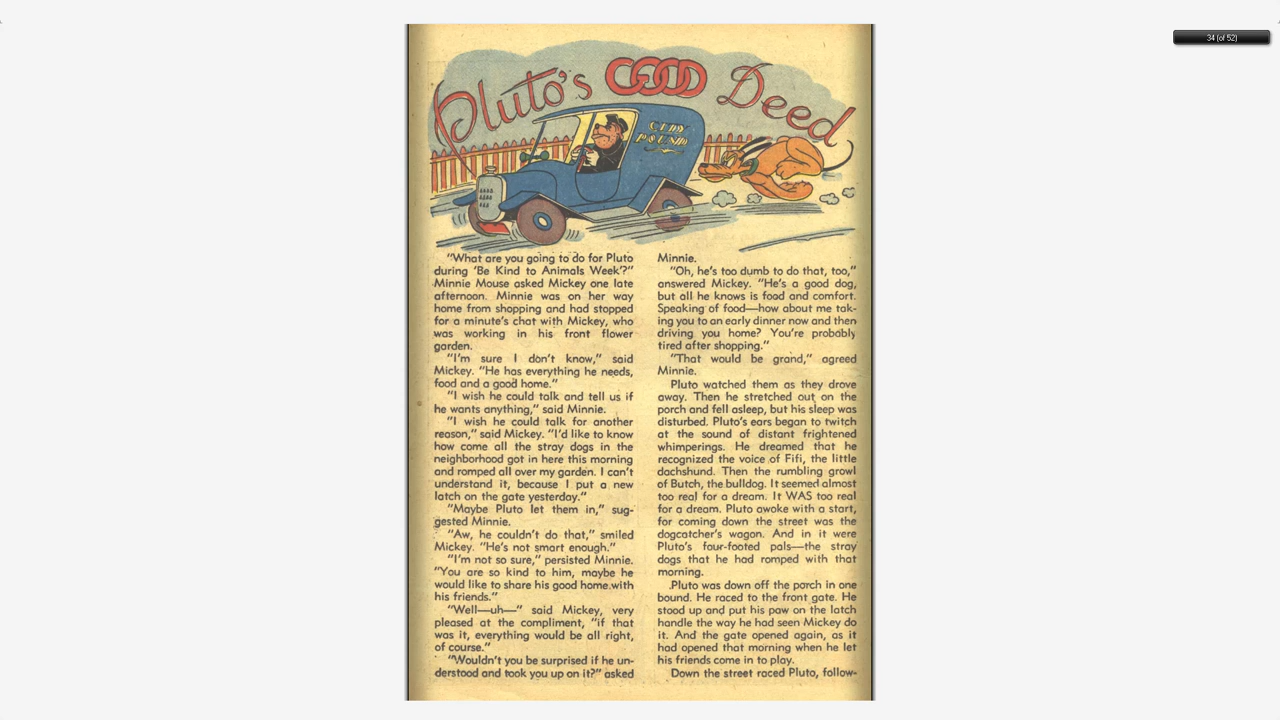 34 (of 52)
Pluto's GOOD Deed
CITY
POUND
"What are you going to do for Pluto
during 'Be Kind to Animals Week'?"
Minnie Mouse asked Mickey one late
afternoon. Minnie was on her way
home from shopping and had stopped
for a minute's chat with Mickey, who
was working in his front flower
garden.
"I'm sure I don't know," said
Mickey. "He has everything he needs,
food and a good home."
"I wish he could talk and tell us if
he wants anything," said Minnie.
"I wish he could talk for another
reason," said Mickey. "I'd like to know
how come all the stray dogs in the
neighborhood got in here this morning
and romped all over my garden. I can't
understand it, because I put a new
latch on the gate yesterday."
"Maybe Pluto let them in," sug-
gested Minnie.
"Aw, he couldn't do that," smiled
Mickey. "He's not smart enough."
"I'm not so sure," persisted Minnie.
"You are so kind to him, maybe he
would like to share his good home with
his friends."
"Well—uh—" said Mickey, very
pleased at the compliment, "if that
was it, everything would be all right,
of course."
"Wouldn't you be surprised if he un-
derstood and took you up on it?" asked
Minnie.
"Oh, he's too dumb to do that, too,"
answered Mickey. "He's a good dog,
but all he knows is food and comfort.
Speaking of food—how about me tak-
ing you to an early dinner now and then
driving you home? You're probably
tired after shopping."
"That would be grand," agreed
Minnie.
Pluto watched them as they drove
away. Then he stretched out on the
porch and fell asleep, but his sleep was
disturbed. Pluto's ears began to twitch
at the sound of distant frightened
whimperings. He dreamed that he
recognized the voice of Fifi, the little
dachshund. Then the rumbling growl
of Butch, the bulldog. It seemed almost
too real for a dream. It WAS too real
for a dream. Pluto awoke with a start,
for coming down the street was the
dogcatcher's wagon. And in it were
Pluto's four-footed pals—the stray
dogs that he had romped with that
morning.
Pluto was down off the porch in one
bound. He raced to the front gate. He
stood up and put his paw on the latch
handle the way he had seen Mickey do
it. And the gate opened again, as it
had opened that morning when he let
his friends come in to play.
Down the street raced Pluto, follow-